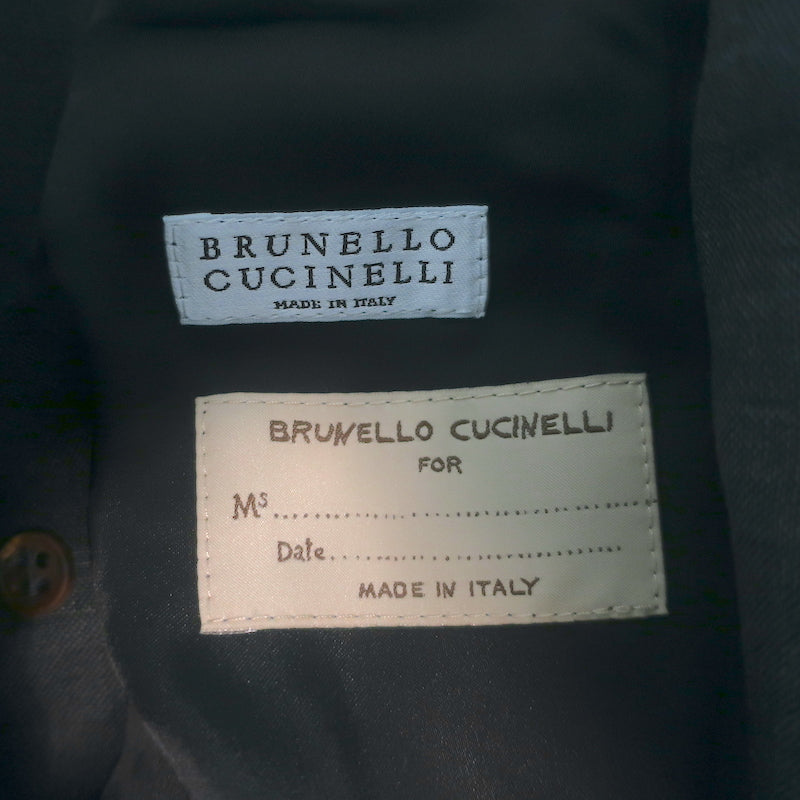 BRUNELLO
CUCINELLI
MADE IN ITALY
BRUNELLO CUCINELLI
FOR
Ms
Date
MADE IN ITALY